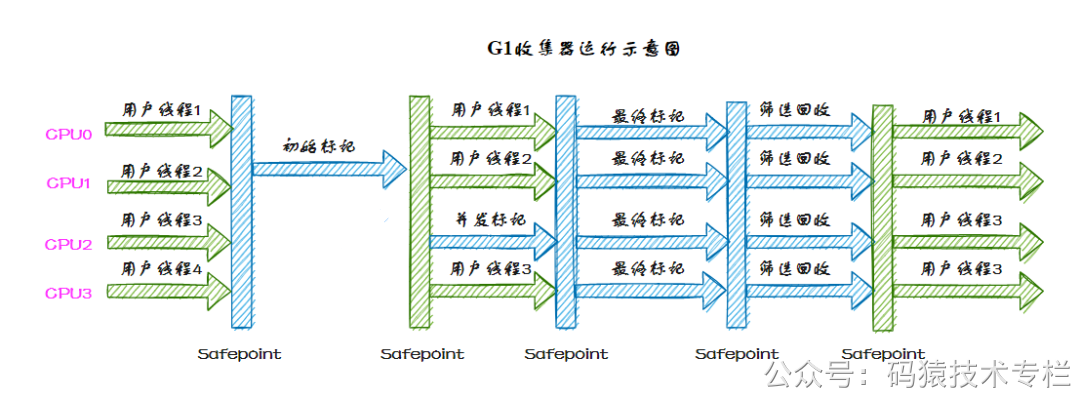 G1收集器运行示意图
用户线程1 用户线程1 最终标记 筛选回收 用户线程1
CPU0
初始标记
用户线程2 用户线程2 最终标记 筛选回收 用户线程2
CPU1
用户线程3 并发标记 最终标记 筛选回收 用户线程3
CPU2
用户线程4 用户线程3 最终标记 筛选回收 用户线程3
CPU3
Safepoint Safepoint Safepoint Safepoint Safepoint
公众号：码猿技术专栏